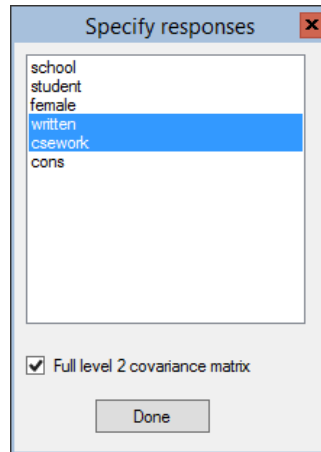 Specify responses
school
student
female
written
csework
cons
Full level 2 covariance matrix
Done